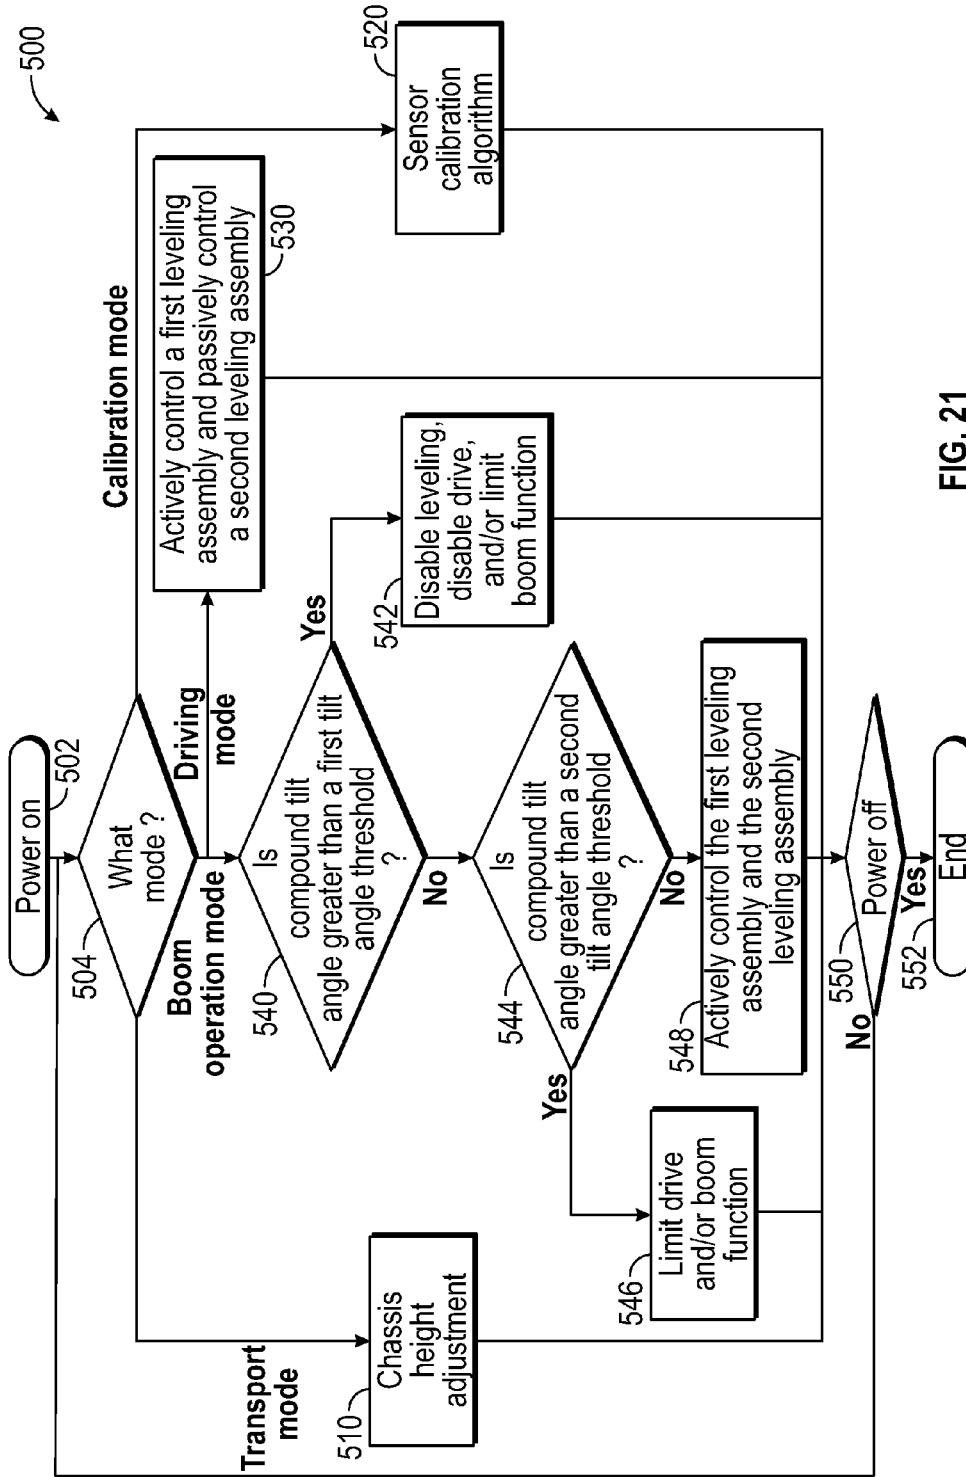 500
Power on
502
What
mode ?
504
Calibration mode
Transport
mode
Boom
operation mode
Driving
mode
Actively control a first leveling
assembly and passively control
a second leveling assembly
530
Chassis
height
adjustment
510
Is
compound tilt
angle greater than a first tilt
angle threshold
?
540
Yes
No
Disable leveling,
disable drive,
and/or limit
boom function
542
Sensor
calibration
algorithm
520
Is
compound tilt
angle greater than a second
tilt angle threshold
?
544
Yes
No
Limit drive
and/or boom
function
546
Actively control the first leveling
assembly and the second
leveling assembly
548
Power off
550
No
Yes
End
552
FIG. 21